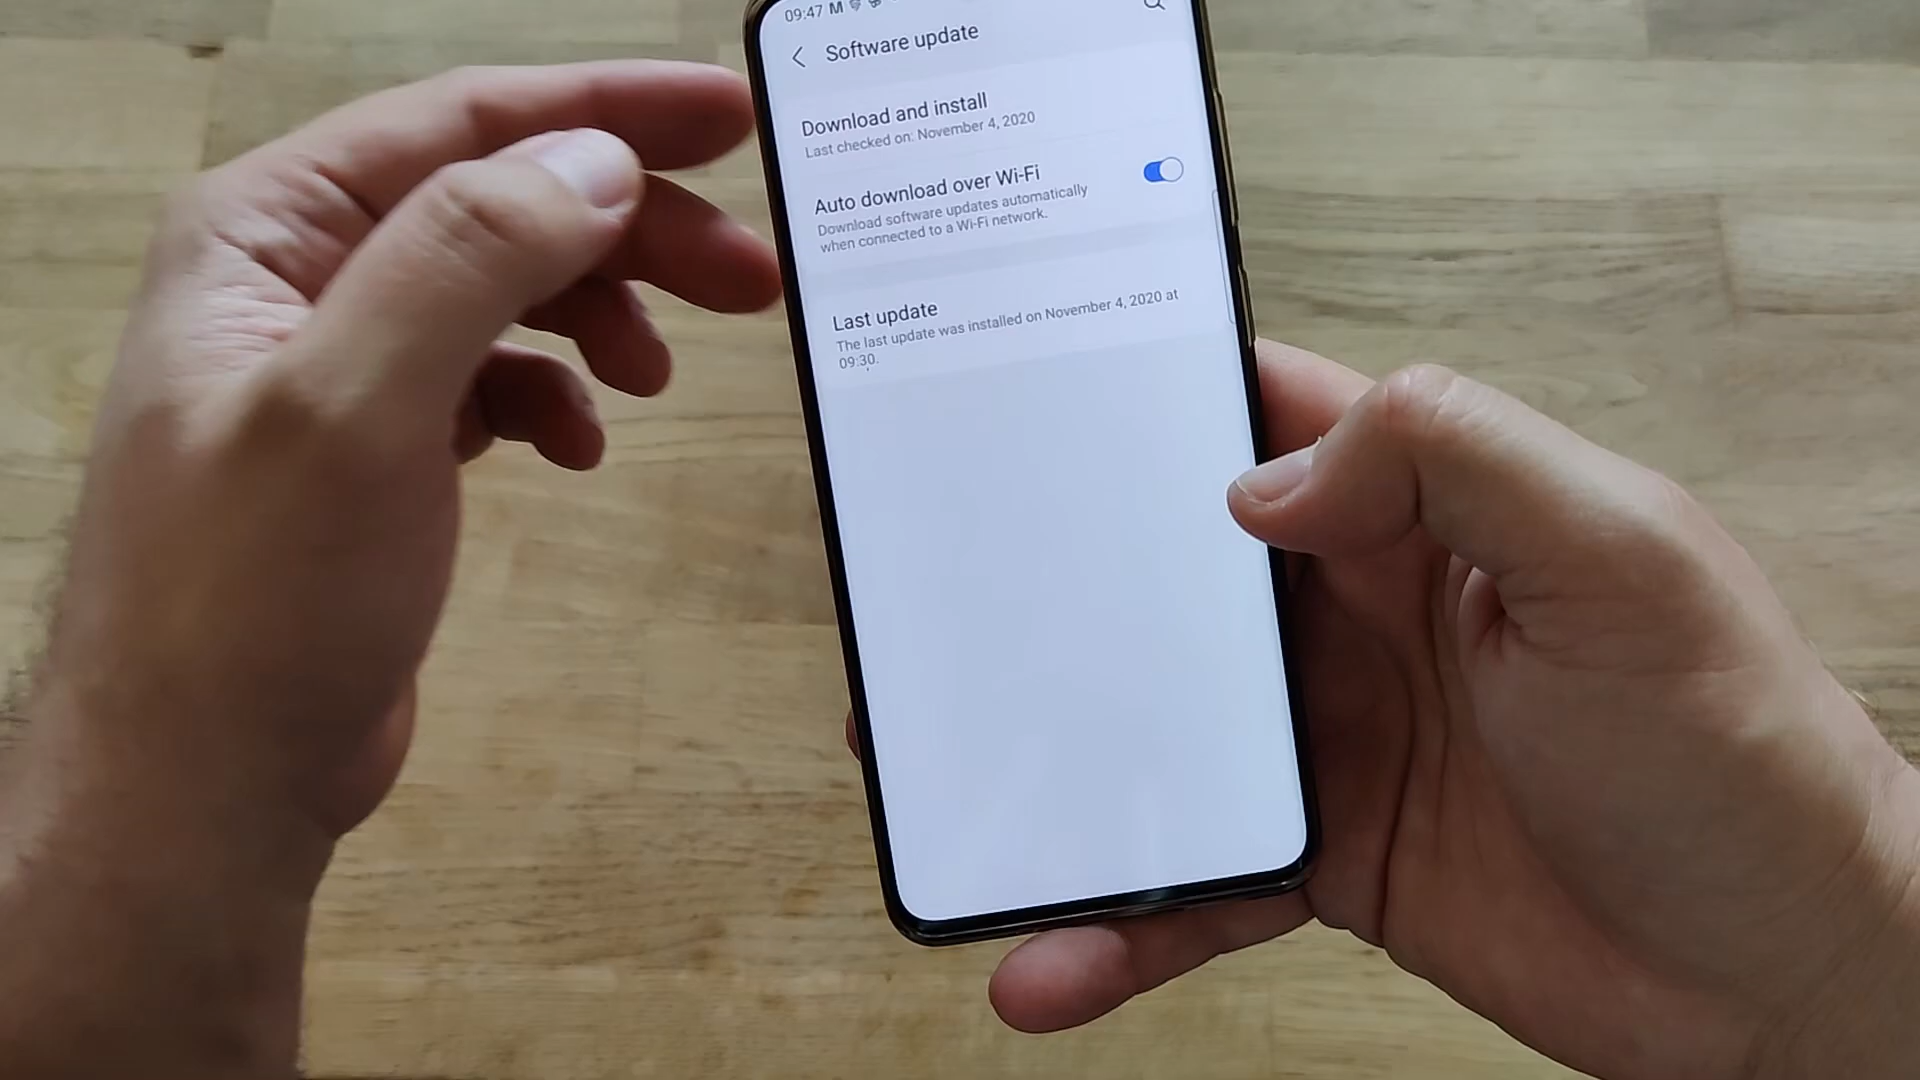 09:47 M
Software update
Download and install
Last checked on: November 4, 2020
Auto download over Wi-Fi
Download software updates automatically
when connected to a Wi-Fi network.
Last update
The last update was installed on November 4, 2020 at
09:30.